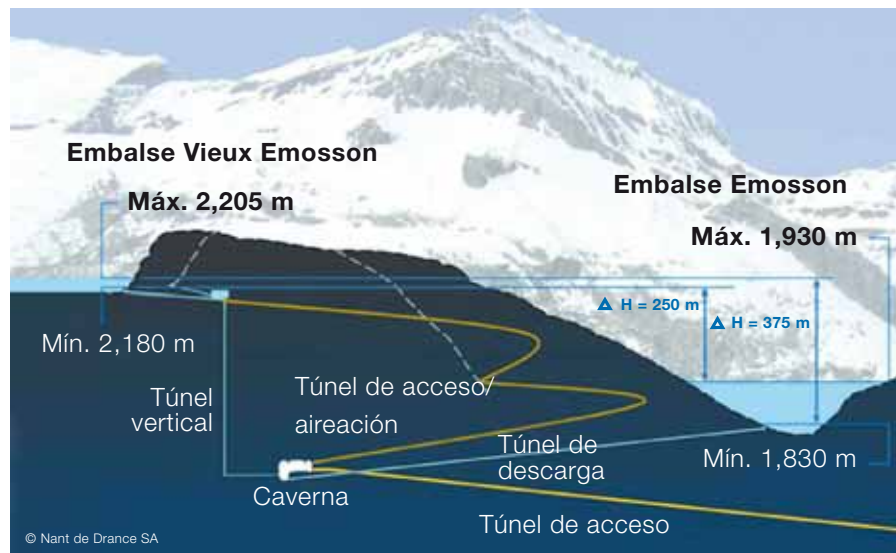 Embalse Vieux Emosson
Máx. 2,205 m
Embalse Emosson
Máx. 1,930 m
Δ H = 250 m
Δ H = 375 m
Mín. 2,180 m
Túnel
vertical
Túnel de acceso/
aireación
Túnel de
descarga
Mín. 1,830 m
Caverna
Túnel de acceso
© Nant de Drance SA